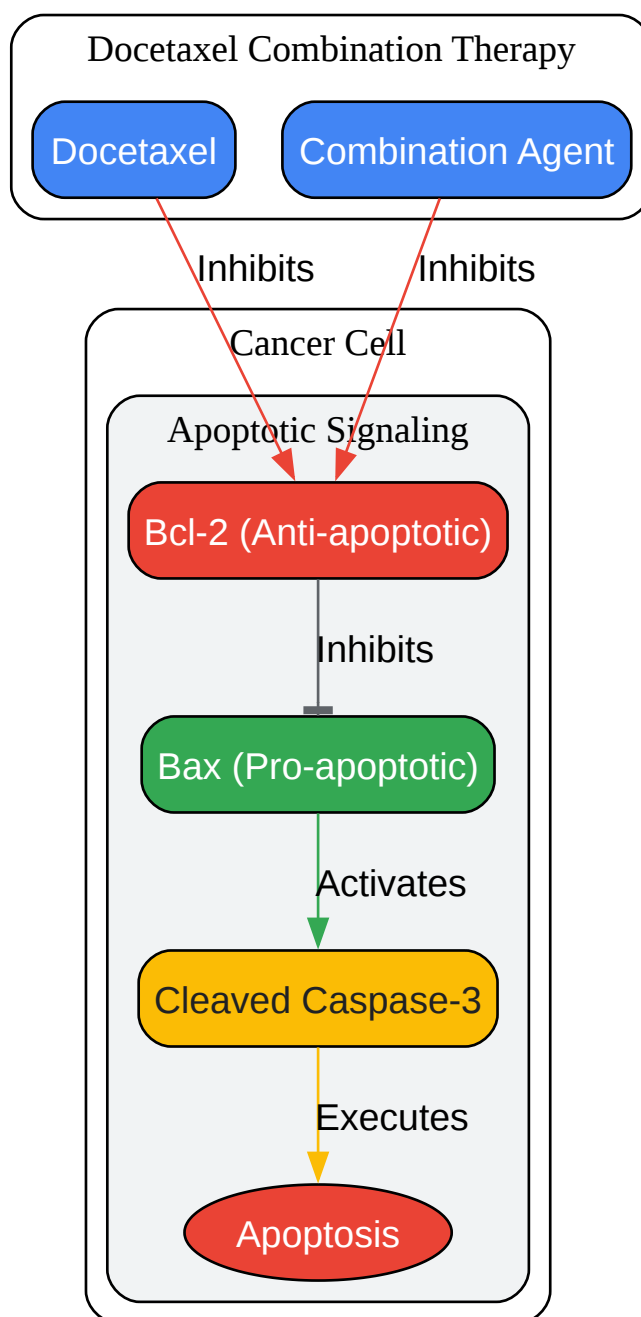 Docetaxel Combination Therapy
Docetaxel
Combination Agent
Inhibits
Inhibits
Cancer Cell
Apoptotic Signaling
Bcl-2 (Anti-apoptotic)
Inhibits
Bax (Pro-apoptotic)
Activates
Cleaved Caspase-3
Executes
Apoptosis